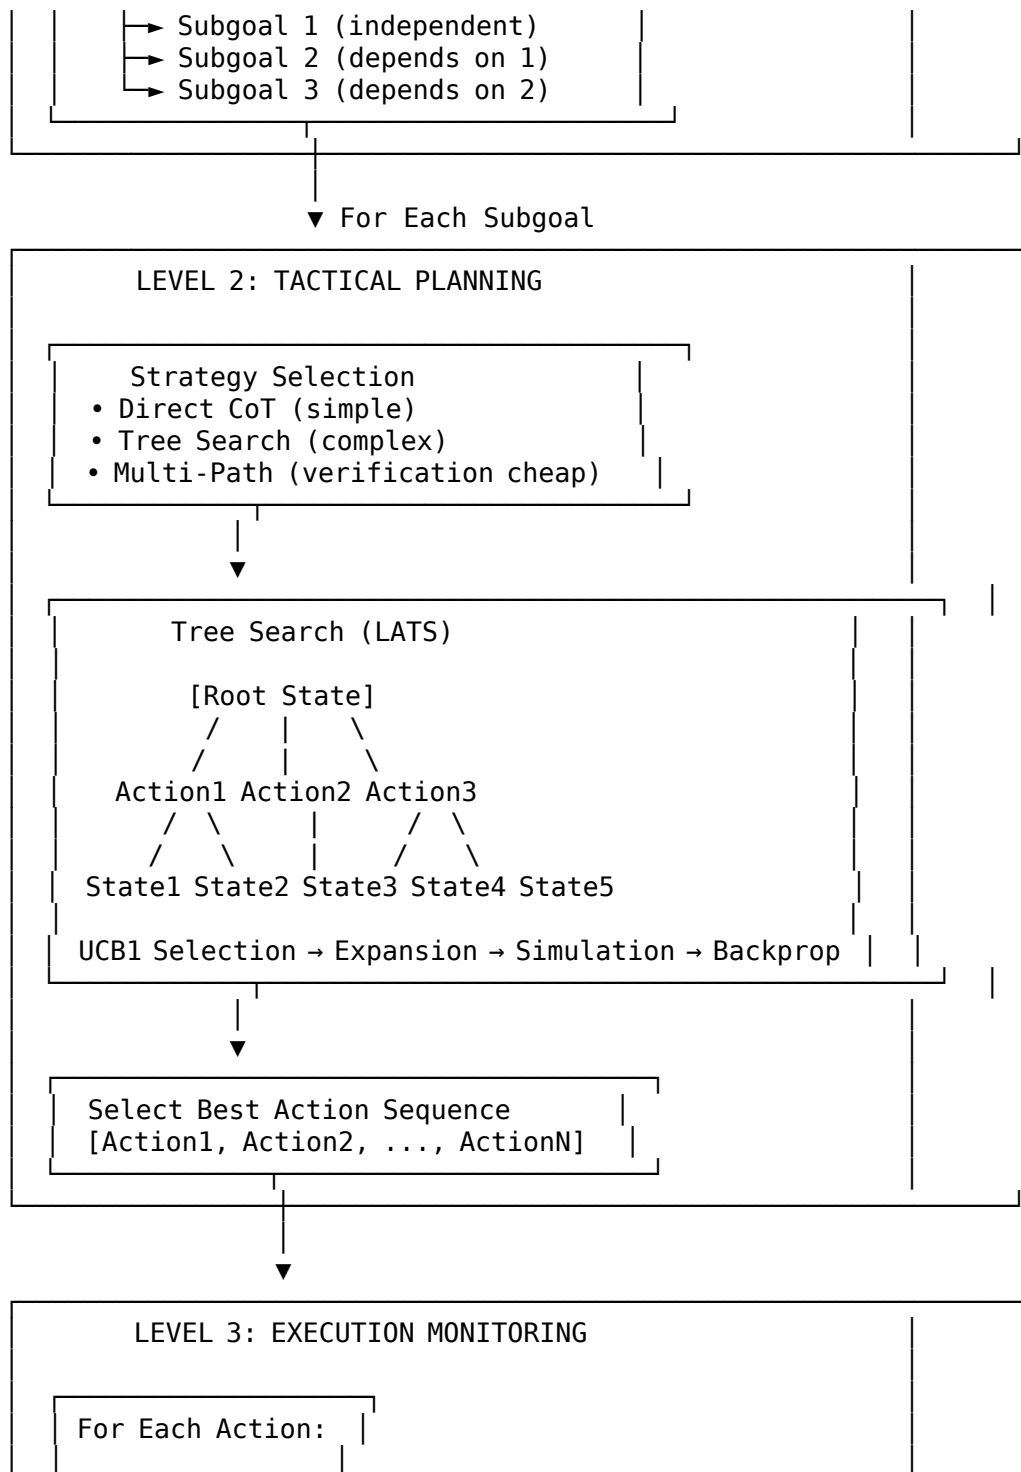 Subgoal 1 (independent)
Subgoal 2 (depends on 1)
Subgoal 3 (depends on 2)
▼ For Each Subgoal
LEVEL 2: TACTICAL PLANNING
Strategy Selection
• Direct CoT (simple)
• Tree Search (complex)
• Multi-Path (verification cheap)
Tree Search (LATS)
[Root State]
Action1 Action2 Action3
State1 State2 State3 State4 State5
UCB1 Selection → Expansion → Simulation → Backprop
Select Best Action Sequence
[Action1, Action2, ..., ActionN]
LEVEL 3: EXECUTION MONITORING
For Each Action: